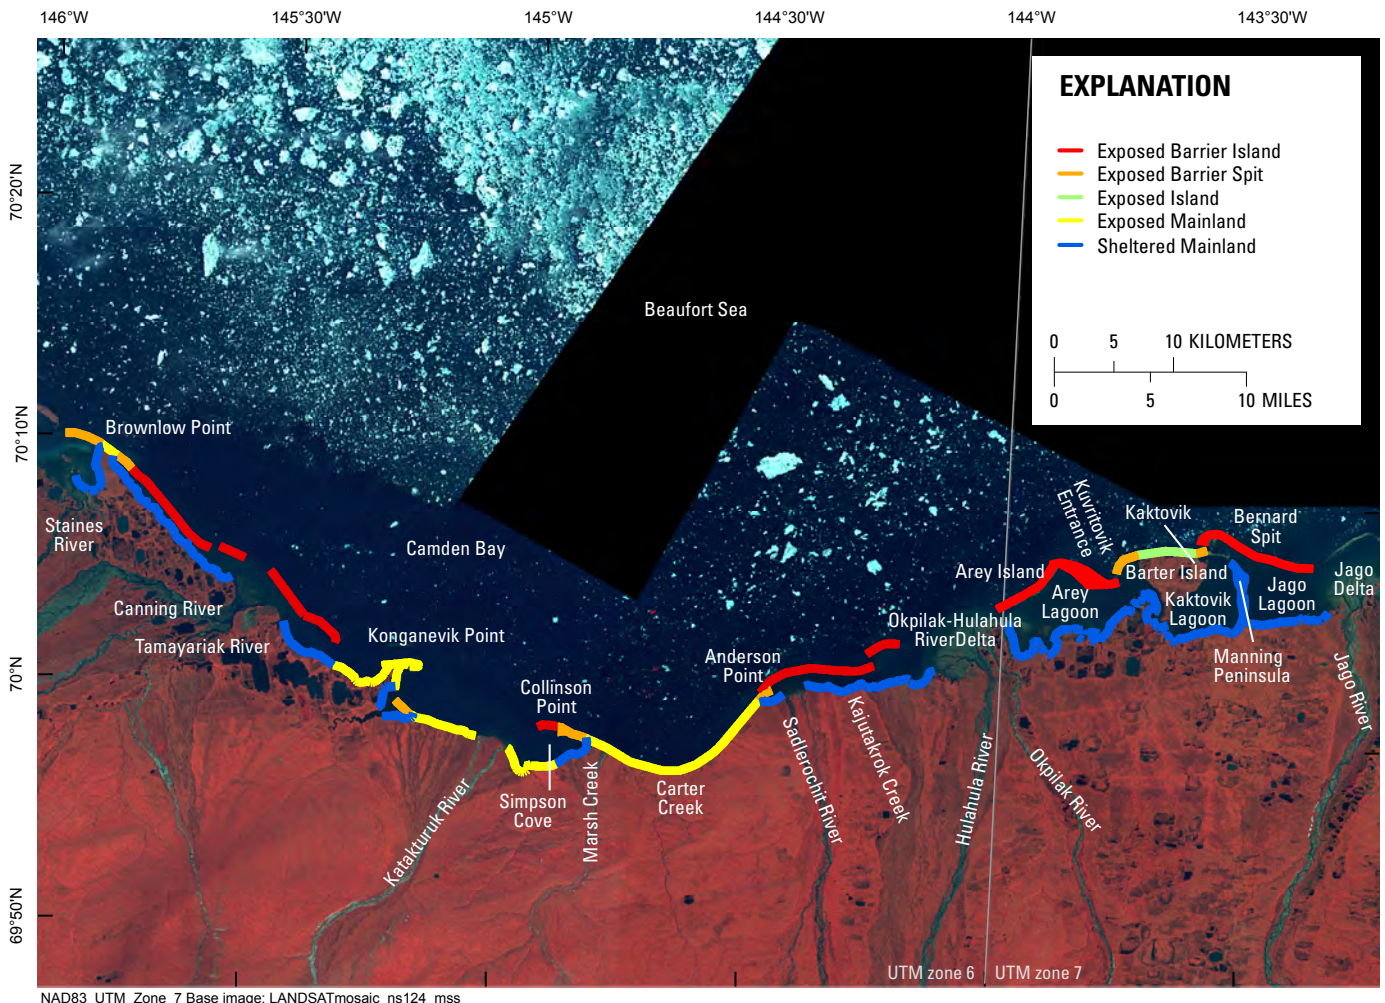 146°W
145°30'W
145°W
144°30'W
144°W
143°30'W
70°20'N
70°10'N
70°N
69°50'N
EXPLANATION
Exposed Barrier Island
Exposed Barrier Spit
Exposed Island
Exposed Mainland
Sheltered Mainland
0 5 10 KILOMETERS
0 5 10 MILES
Beaufort Sea
Brownlow Point
Staines
River
Camden Bay
Canning River
Tamayariak River
Konganevik Point
Collinson
Point
Anderson
Point
Simpson
Cove
Katakturuk River
Marsh Creek
Carter
Creek
Sadlerochit River
Kajutakrok Creek
Okpilak-Hulahula
RiverDelta
Hulahula River
Okpilak River
Arey Island
Arey
Lagoon
Kuvritovik
Entrance
Kaktovik
Barter Island
Kaktovik
Lagoon
Bernard
Spit
Jago
Lagoon
Jago
Delta
Manning
Peninsula
Jago River
UTM zone 6
UTM zone 7
NAD83 UTM Zone 7 Base image: LANDSATmosaic_ns124_mss